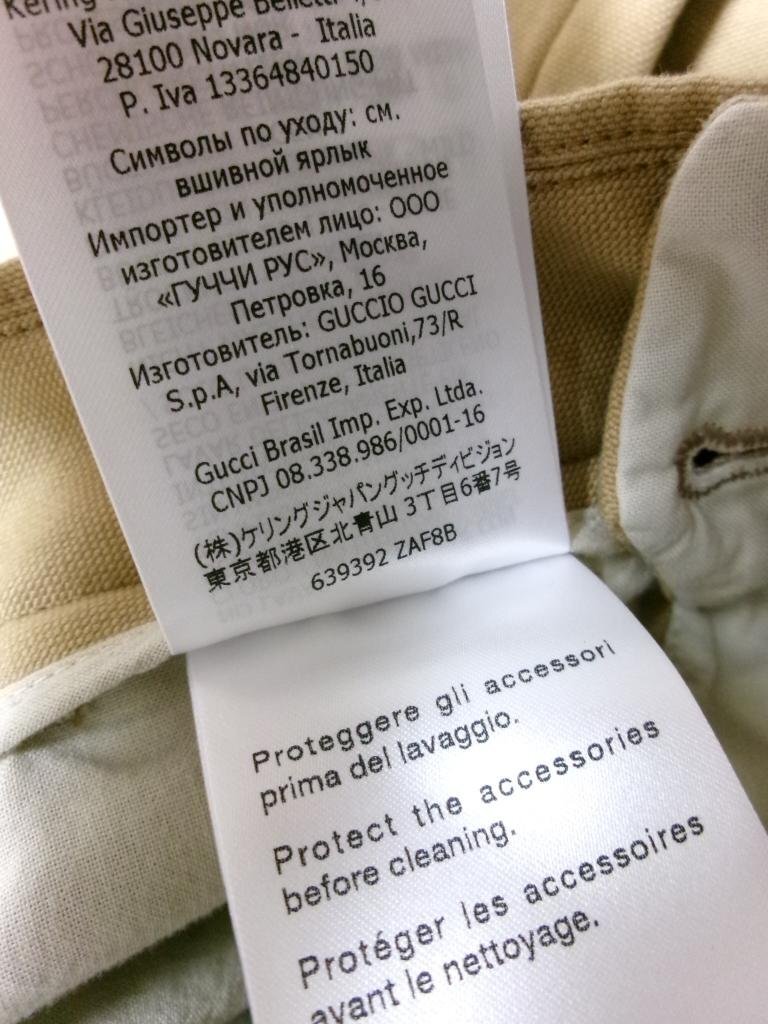 Kering
Via Giuseppe Belletti
28100 Novara - Italia
P. Iva 13364840150
Символы по уходу: см.
вшивной ярлык
Импортер и уполномоченное
изготовителем лицо: ООО
«ГУЧЧИ РУС», Москва,
Петровка, 16
Изготовитель: GUCCIO GUCCI
S.p.A, via Tornabuoni,73/R
Firenze, Italia
Gucci Brasil Imp. Exp. Ltda.
CNPJ 08.338.986/0001-16
(株)ケリングジャパングッチディビジョン
東京都港区北青山 3丁目6番7号
639392 ZAF8B
Proteggere gli accessori
prima del lavaggio.
Protect the accessories
before cleaning.
Protéger les accessoires
avant le nettoyage.